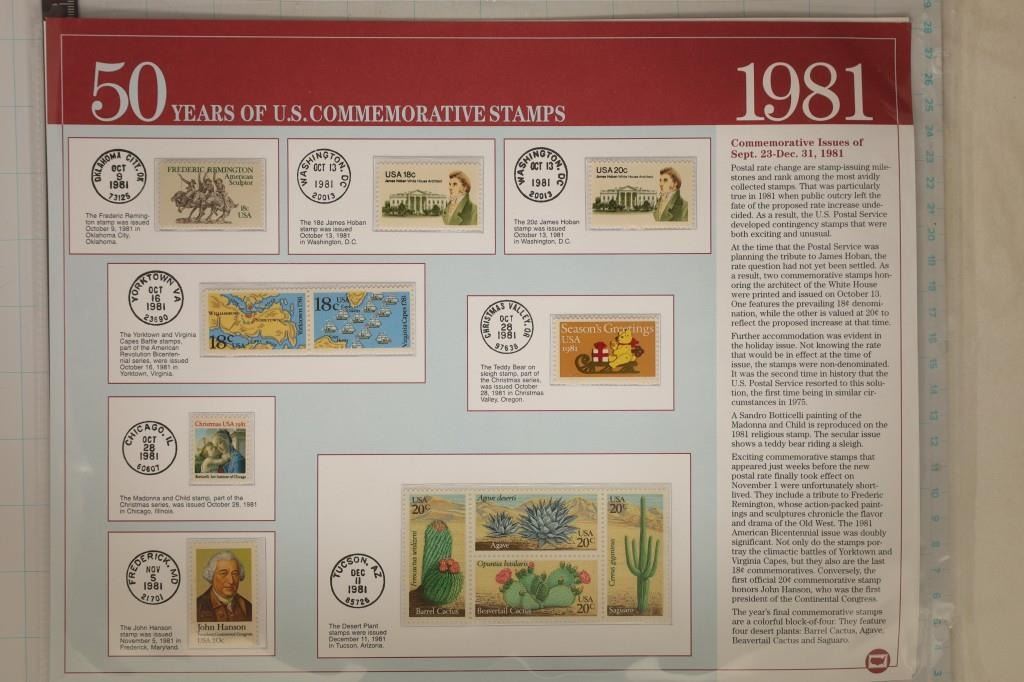 50 YEARS OF U.S. COMMEMORATIVE STAMPS
1981
OKLAHOMA CITY, OK
OCT
9
1981
73125
FREDERIC REMINGTON
American
Sculptor
18c
USA
The Frederic Reming-
ton stamp was issued
October 9, 1981 in
Oklahoma City,
Oklahoma.
WASHINGTON, DC
OCT 13
1981
20013
USA 18c
James Hoban White House Architect
The 18¢ James Hoban
stamp was issued
October 13, 1981
in Washington, D.C.
WASHINGTON, DC
OCT 13
1981
20013
USA 20c
James Hoban White House Architect
The 20¢ James Hoban
stamp was issued
October 13, 1981
in Washington, D.C.
YORKTOWN VA
OCT
16
1981
23690
18c
USA
Yorktown 1781
18c
USA
Virginia Capes 1781
The Yorktown and Virginia
Capes Battle stamps,
part of the American
Revolution Bicenten-
nial series, were issued
October 16, 1981 in
Yorktown, Virginia.
CHRISTMAS VALLEY, OR
OCT
28
1981
97638
Season's Greetings
USA
1981
The Teddy Bear on
sleigh stamp, part of
the Christmas series,
was issued October
28, 1981 in Christmas
Valley, Oregon.
CHICAGO, IL
OCT
28
1981
60607
Christmas USA 1981
Botticelli: Art Institute of Chicago
The Madonna and Child stamp, part of the
Christmas series, was issued October 28, 1981
in Chicago, Illinois.
FREDERICK, MD
NOV
5
1981
21701
John Hanson
President Continental Congress
USA 20c
The John Hanson
stamp was issued
November 5, 1981 in
Frederick, Maryland.
TUCSON, AZ
DEC
11
1981
85726
USA
20c
Barrel Cactus
Agave deserti
Agave
USA
20c
Opuntia basilaris
Beavertail Cactus
USA
20c
USA
20c
Saguaro
The Desert Plant
stamps were issued
December 11, 1981
in Tucson, Arizona.
Commemorative Issues of
Sept. 23-Dec. 31, 1981
Postal rate change are stamp-issuing mile-
stones and rank among the most avidly
collected stamps. That was particularly
true in 1981 when public outcry left the
fate of the proposed rate increase unde-
cided. As a result, the U.S. Postal Service
developed contingency stamps that were
both exciting and unusual.
At the time that the Postal Service was
planning the tribute to James Hoban, the
rate question had not yet been settled. As
a result, two commemorative stamps hon-
oring the architect of the White House
were printed and issued on October 13.
One features the prevailing 18¢ denomi-
nation, while the other is valued at 20¢ to
reflect the proposed increase at that time.
Further accommodation was evident in
the holiday issue. Not knowing the rate
that would be in effect at the time of
issue, the stamps were non-denominated.
It was the second time in history that the
U.S. Postal Service resorted to this solu-
tion, the first time being in similar cir-
cumstances in 1975.
A Sandro Botticelli painting of the
Madonna and Child is reproduced on the
1981 religious stamp. The secular issue
shows a teddy bear riding a sleigh.
Exciting commemorative stamps that
appeared just weeks before the new
postal rate finally took effect on
November 1 were unfortunately short-
lived. They include a tribute to Frederic
Remington, whose action-packed paint-
ings and sculptures chronicle the flavor
and drama of the Old West. The 1981
American Bicentennial issue was doubly
significant. Not only do the stamps por-
tray the climactic battles of Yorktown and
Virginia Capes, but they also are the last
18¢ commemoratives. Conversely, the
first official 20¢ commemorative stamp
honors John Hanson, who was the first
president of the Continental Congress.
The year's final commemorative stamps
are a colorful block-of-four. They feature
four desert plants: Barrel Cactus, Agave,
Beavertail Cactus and Saguaro.